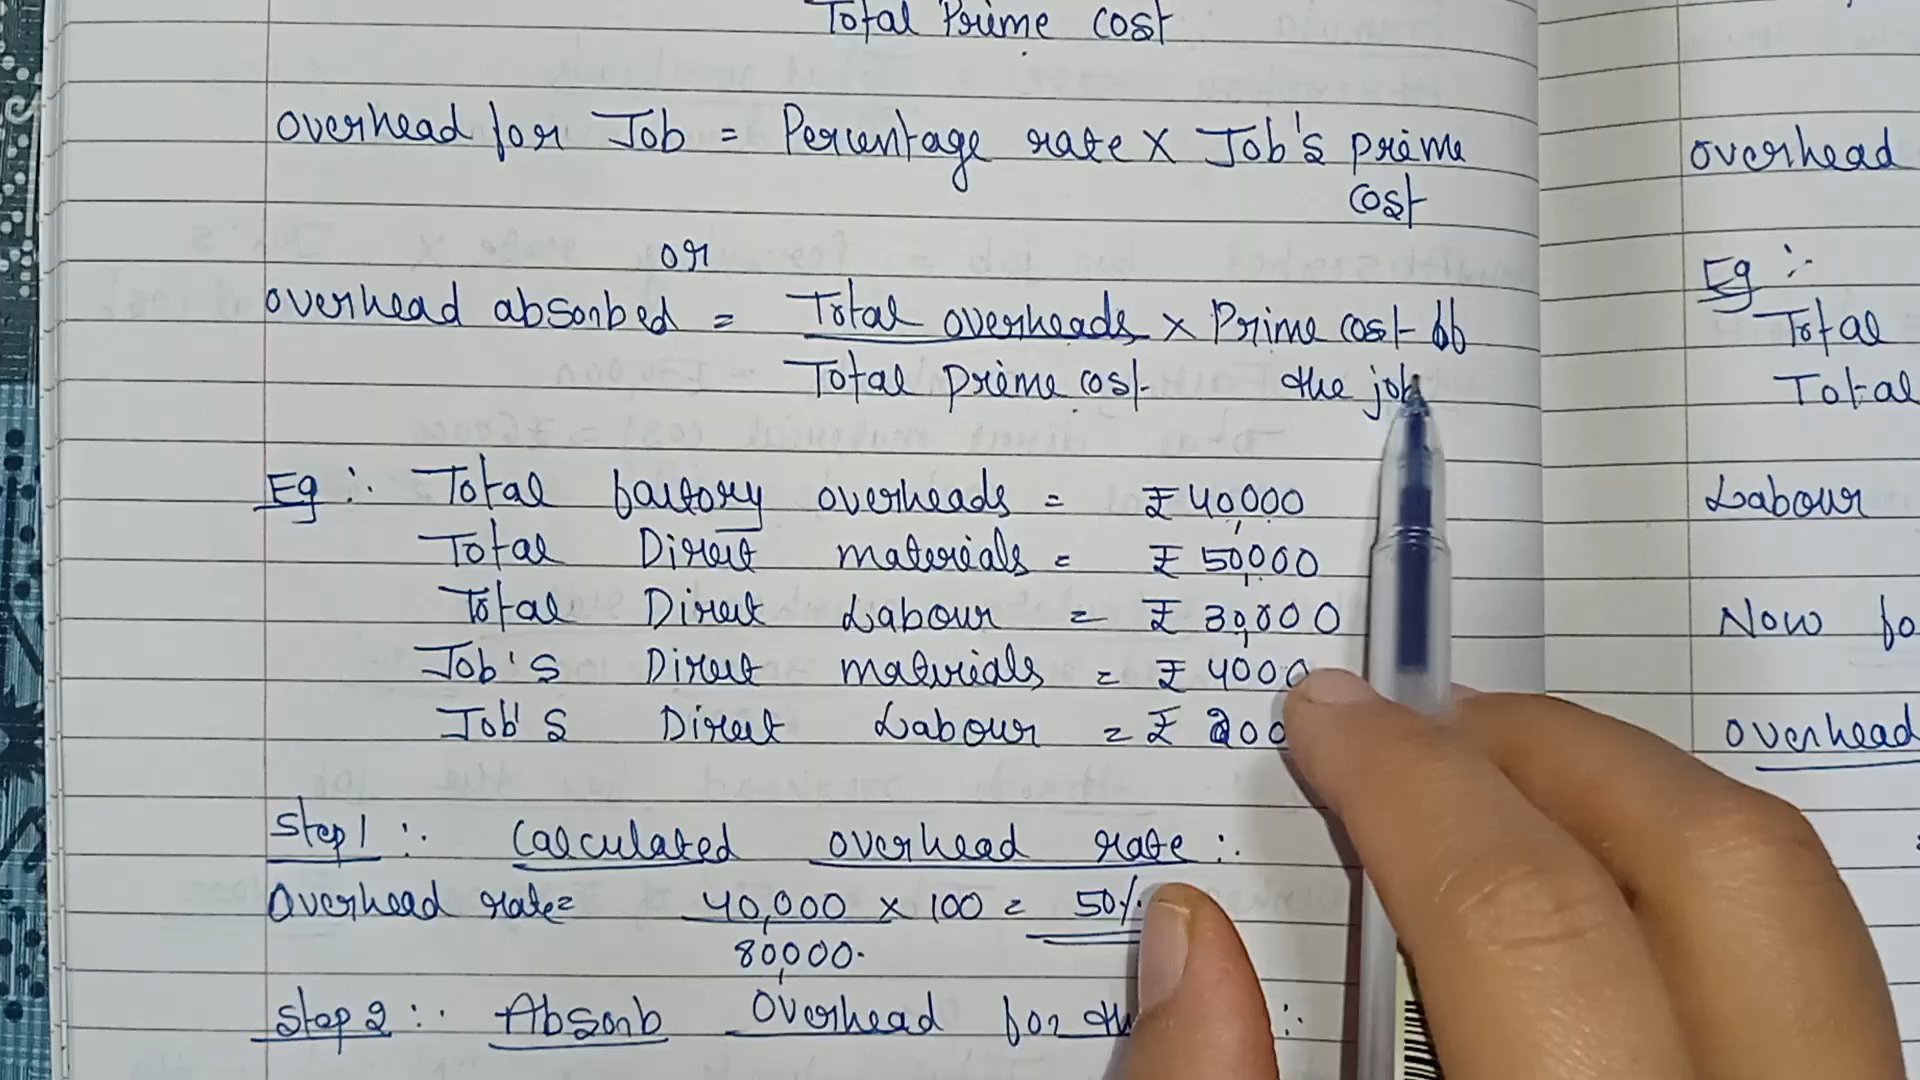 Total Prime cost
overhead for Job = Percentage rate X Job's prime
cost
or
overhead absorbed = Total overheads X Prime cost of
Total prime cost the job
Eg :- Total factory overheads = ₹ 40,000
Total Direct materials = ₹ 50,000
Total Direct Labour = ₹ 30,000
Job's Direct materials = ₹ 4000
Job's Direct Labour = ₹
Step 1 :- Calculated overhead rate :-
Overhead rate = 40,000 X 100 = 50%
80,000.
Step 2 :- Absorb overhead for :-
overhead
Eg :-
Total
Total
Labour
Now
overhead